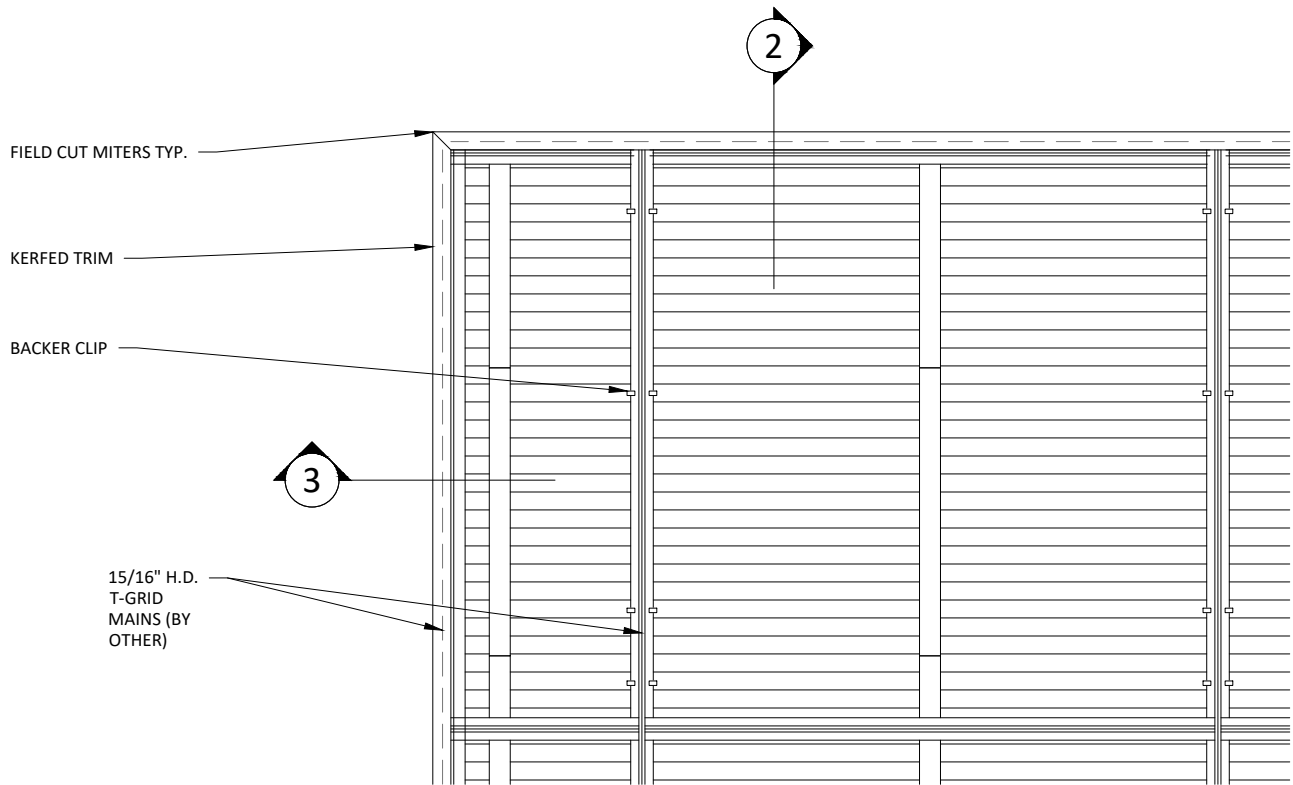 2
FIELD CUT MITERS TYP.
KERFED TRIM
BACKER CLIP
3
15/16" H.D.
T-GRID
MAINS (BY
OTHER)